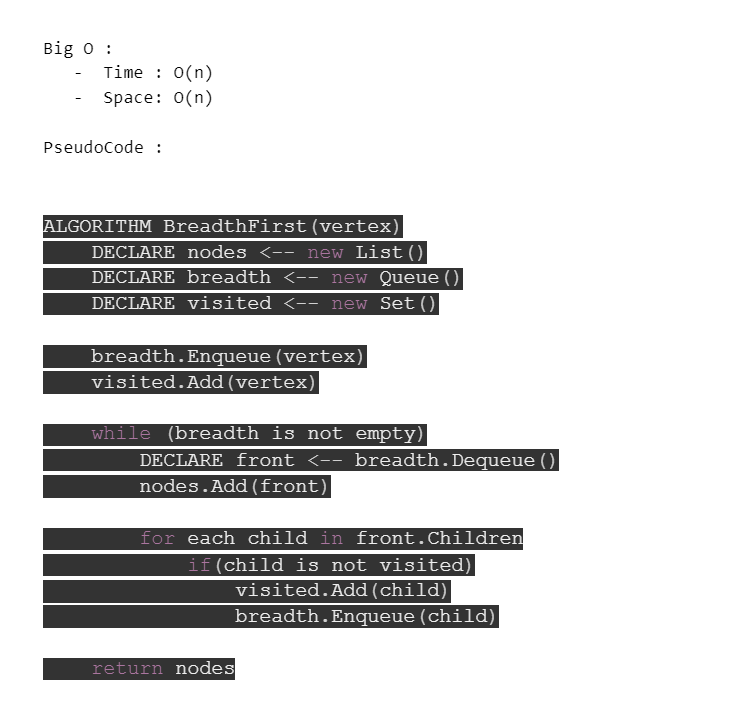 Big O :
   -  Time : O(n)
   -  Space: O(n)

PseudoCode :

ALGORITHM BreadthFirst(vertex)
    DECLARE nodes <-- new List()
    DECLARE breadth <-- new Queue()
    DECLARE visited <-- new Set()

    breadth.Enqueue(vertex)
    visited.Add(vertex)

    while (breadth is not empty)
        DECLARE front <-- breadth.Dequeue()
        nodes.Add(front)

        for each child in front.Children
            if(child is not visited)
                visited.Add(child)
                breadth.Enqueue(child)

    return nodes